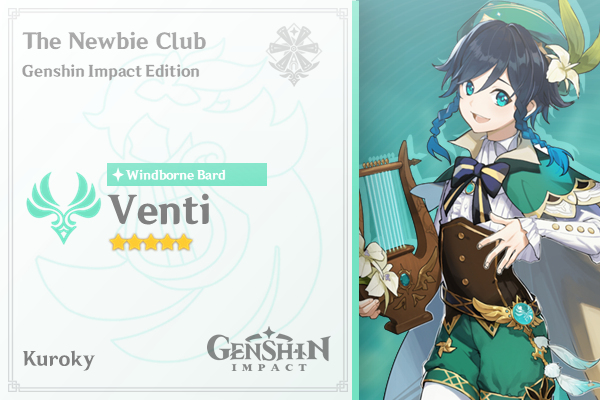 The Newbie Club
Genshin Impact Edition
Windborne Bard
Venti
Kuroky
GENSHIN
IMPACT